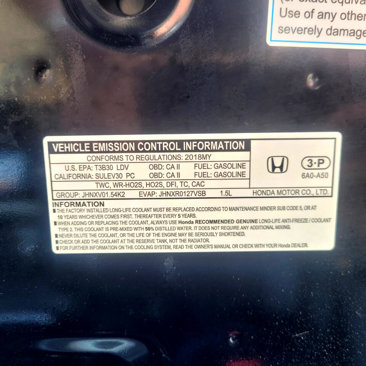 (or exact equiva
Use of any other
severely damage
VEHICLE EMISSION CONTROL INFORMATION
CONFORMS TO REGULATIONS: 2018MY
U.S. EPA: T3B30 LDV OBD: CA II FUEL: GASOLINE
CALIFORNIA: SULEV30 PC OBD: CA II FUEL: GASOLINE
TWC, WR-HO2S, HO2S, DFI, TC, CAC
GROUP: JHNXV01.54K2 EVAP: JHNXR0127VSB 1.5L
3-P
6A0-A50
HONDA MOTOR CO., LTD.
INFORMATION
THE FACTORY INSTALLED LONG-LIFE COOLANT MUST BE REPLACED ACCORDING TO MAINTENANCE MINDER SUB CODE 5, OR AT
10 YEARS WHICHEVER COMES FIRST. THEREAFTER EVERY 5 YEARS.
WHEN ADDING OR REPLACING THE COOLANT, ALWAYS USE Honda RECOMMENDED GENUINE LONG-LIFE ANTI-FREEZE / COOLANT
TYPE 2. THIS COOLANT IS PRE-MIXED WITH 50% DISTILLED WATER. IT DOES NOT REQUIRE ANY ADDITIONAL MIXING.
NEVER DILUTE THE COOLANT, OR THE LIFE OF THE ENGINE MAY BE SERIOUSLY SHORTENED.
CHECK OR ADD THE COOLANT AT THE RESERVE TANK, NOT THE RADIATOR.
FOR FURTHER INFORMATION ON THE COOLING SYSTEM, READ THE OWNER'S MANUAL OR CHECK WITH YOUR Honda DEALER.